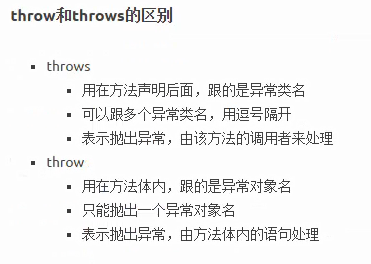 throw和throws的区别
throws
用在方法声明后面，跟的是异常类名
可以跟多个异常类名，用逗号隔开
表示抛出异常，由该方法的调用者来处理
throw
用在方法体内，跟的是异常对象名
只能抛出一个异常对象名
表示抛出异常，由方法体内的语句处理